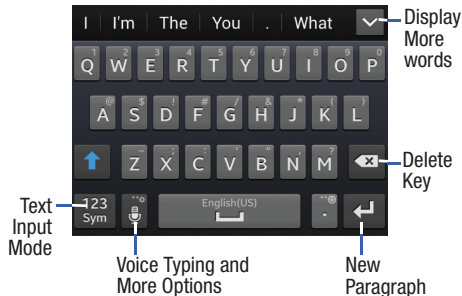 I I'm The You . What
Display
More
words
1 2 3 4 5 6 7 8 9 0
Q W E R T Y U I O P
@ $ ! # / & * ( )
A S D F G H J K L
Z X C V B N M ?
Delete
Key
123
Sym
English(US)
.
Text
Input
Mode
Voice Typing and
More Options
New
Paragraph